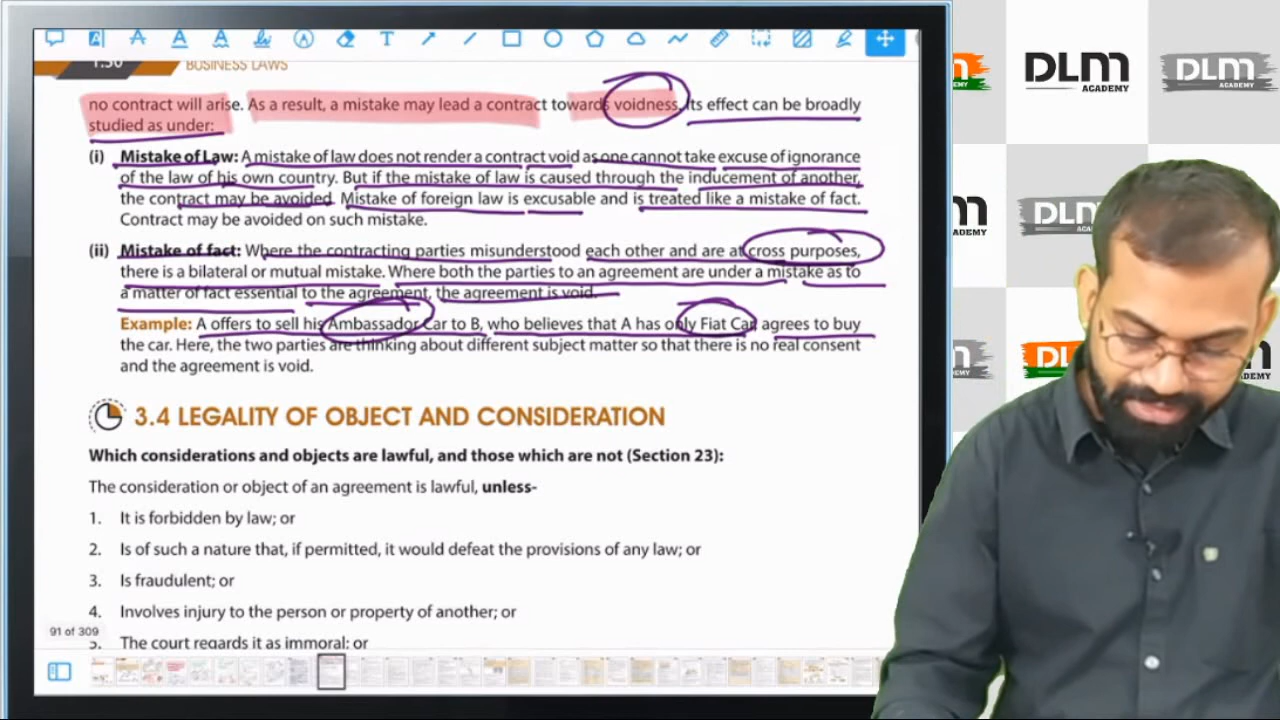 1.50 BUSINESS LAWS
no contract will arise. As a result, a mistake may lead a contract towards voidness. Its effect can be broadly
studied as under:
(i) Mistake of Law: A mistake of law does not render a contract void as one cannot take excuse of ignorance
of the law of his own country. But if the mistake of law is caused through the inducement of another,
the contract may be avoided. Mistake of foreign law is excusable and is treated like a mistake of fact.
Contract may be avoided on such mistake.
(ii) Mistake of fact: Where the contracting parties misunderstood each other and are at cross purposes,
there is a bilateral or mutual mistake. Where both the parties to an agreement are under a mistake as to
a matter of fact essential to the agreement, the agreement is void.
Example: A offers to sell his Ambassador Car to B, who believes that A has only Fiat Car agrees to buy
the car. Here, the two parties are thinking about different subject matter so that there is no real consent
and the agreement is void.
3.4 LEGALITY OF OBJECT AND CONSIDERATION
Which considerations and objects are lawful, and those which are not (Section 23):
The consideration or object of an agreement is lawful, unless-
1. It is forbidden by law; or
2. Is of such a nature that, if permitted, it would defeat the provisions of any law; or
3. Is fraudulent; or
4. Involves injury to the person or property of another; or
91 of 309
5. The court regards it as immoral; or
DLM
ACADEMY
DLM
ACADEMY